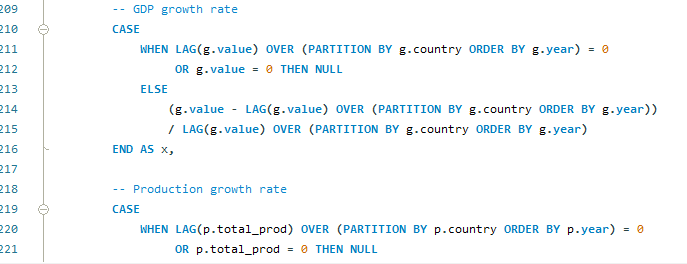 209 -- GDP growth rate
210 CASE
211 WHEN LAG(g.value) OVER (PARTITION BY g.country ORDER BY g.year) = 0
212 OR g.value = 0 THEN NULL
213 ELSE
214 (g.value - LAG(g.value) OVER (PARTITION BY g.country ORDER BY g.year))
215 / LAG(g.value) OVER (PARTITION BY g.country ORDER BY g.year)
216 END AS x,
217
218 -- Production growth rate
219 CASE
220 WHEN LAG(p.total_prod) OVER (PARTITION BY p.country ORDER BY p.year) = 0
221 OR p.total_prod = 0 THEN NULL